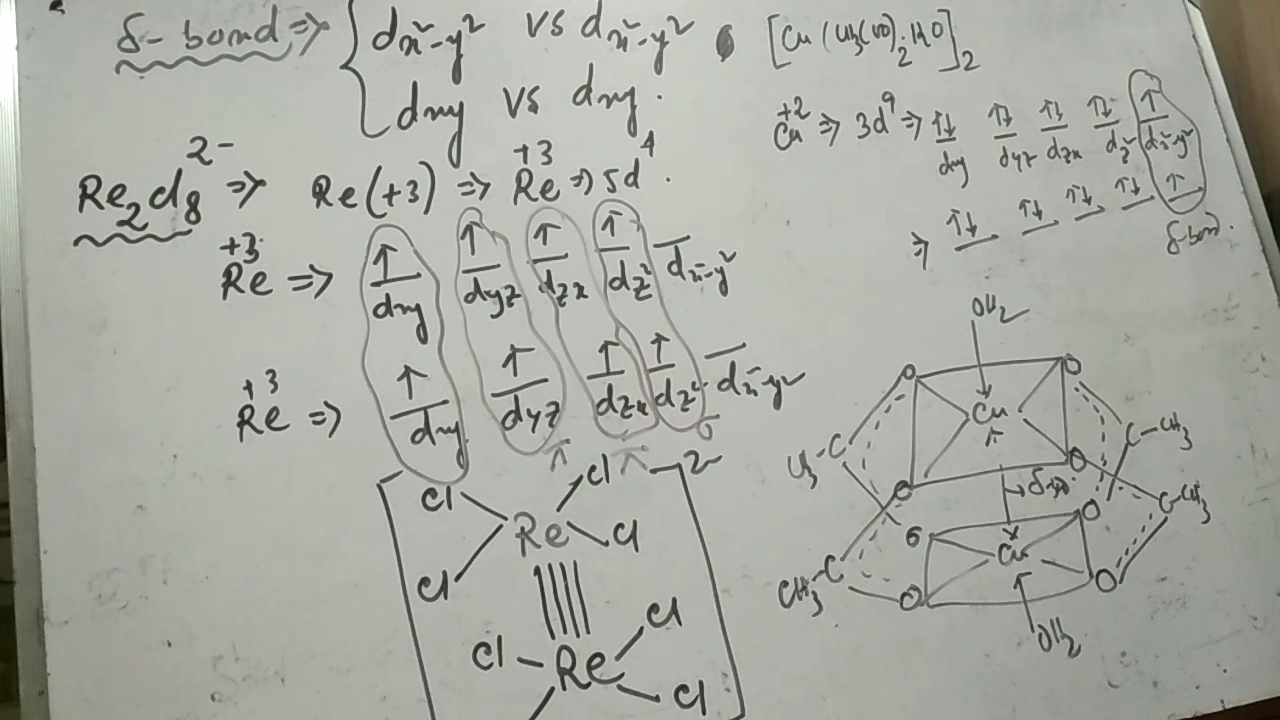 δ-bond ⇒ { dx²-y² vs dx²-y²
dxy vs dxy.
Re₂Cl₈²⁻ ⇒ Re(+3) ⇒ Re⁺³ ⇒ 5d⁴.
Re⁺³ ⇒ ↑ ↑ ↑ ↑ —
dxy dyz dzx dz² dx²-y²
Re⁺³ ⇒ ↑ ↑ ↑ ↑ —
dxy dyz dzx dz² dx²-y²
π π σ
[ ]2-
Cl Cl
Re
Cl Cl
Cl
Cl Re
Cl
[Cu(CH₃COO)₂.H₂O]₂
Cu⁺² ⇒ 3d⁹ ⇒ ↑↓ ↑↓ ↑↓ ↑↓ ↑
dxy dyz dzx dz² dx²-y²
⇒ ↑↓ ↑↓ ↑↓ ↑↓ ↑
δ-bond.
OH₂
O O
Cu
CH₃-C C-CH₃
O O
δ-bond
C-CH₃
O O
Cu
CH₃-C
O O
OH₂